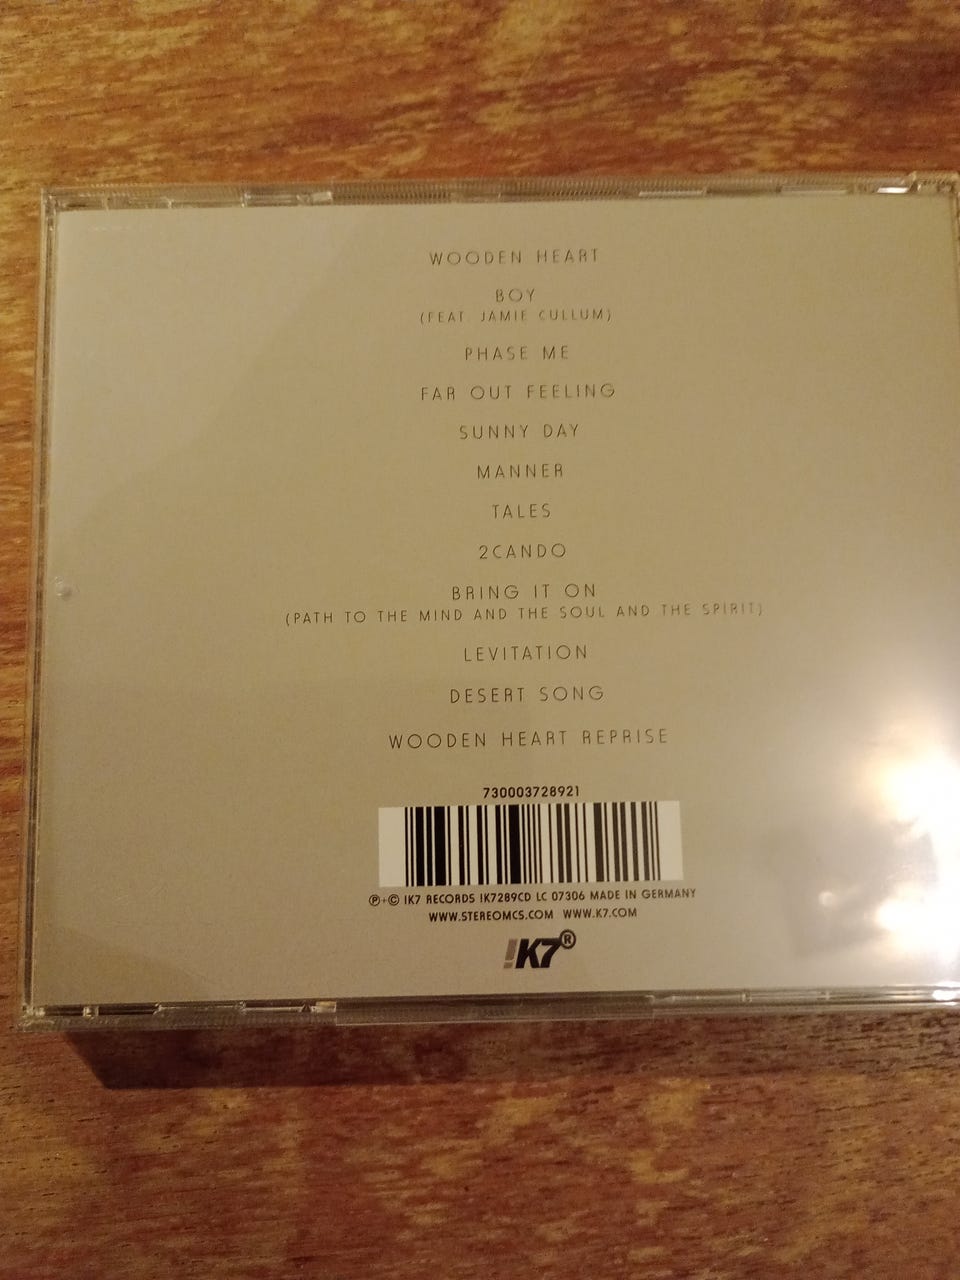 WOODEN HEART
BOY
(FEAT. JAMIE CULLUM)
PHASE ME
FAR OUT FEELING
SUNNY DAY
MANNER
TALES
2CANDO
BRING IT ON
(PATH TO THE MIND AND THE SOUL AND THE SPIRIT)
LEVITATION
DESERT SONG
WOODEN HEART REPRISE
730003728921
℗+© !K7 RECORDS !K7289CD LC 07306 MADE IN GERMANY
WWW.STEREOMCS.COM WWW.K7.COM
!K7®